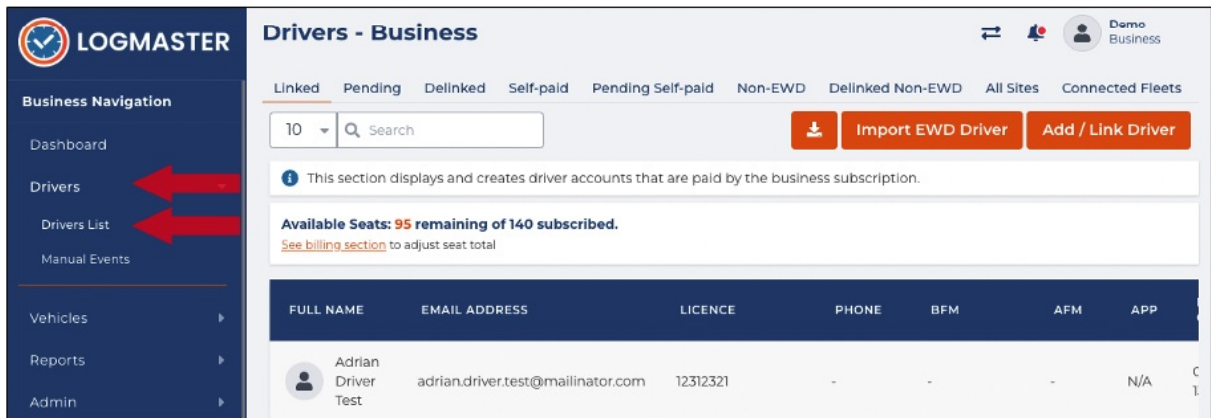 LOGMASTER
Business Navigation
Dashboard
Drivers
Drivers List
Manual Events
Vehicles
Reports
Admin
Drivers - Business
Demo
Business
Linked Pending Delinked Self-paid Pending Self-paid Non-EWD Delinked Non-EWD All Sites Connected Fleets
10 Search Import EWD Driver Add / Link Driver
This section displays and creates driver accounts that are paid by the business subscription.
Available Seats: 95 remaining of 140 subscribed.
See billing section to adjust seat total
FULL NAME EMAIL ADDRESS LICENCE PHONE BFM AFM APP
Adrian
Driver adrian.driver.test@mailinator.com 12312321 - - - N/A
Test